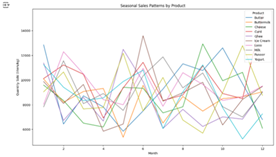 Seasonal Sales Patterns by Product
Product
Butter
Buttermilk
Cheese
Curd
Ghee
Ice Cream
Lassi
Milk
Paneer
Yogurt
2
4
6
8
10
12
Month